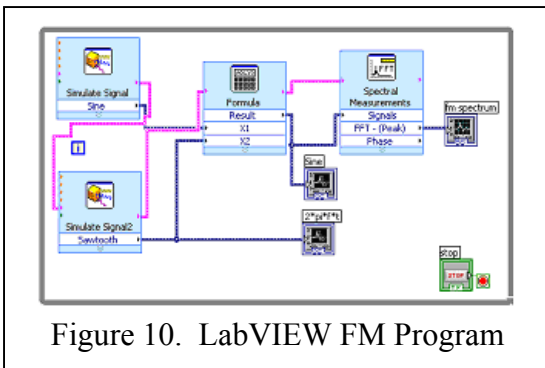 Simulate Signal
Sine
Formula
Result
X1
X2
Spectral
Measurements
Signals
FFT - (Peak)
Phase
fm spectrum
i
Sine
Simulate Signal2
Sawtooth
2*pi*f*t
stop
STOP
Figure 10. LabVIEW FM Program